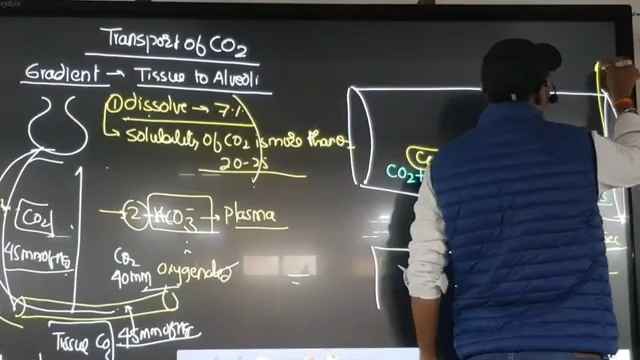 Transport of CO2
Gradient → Tissue to Alveoli
① dissolve → 7%
→ Solubility of CO2 is more than O2
20-25
CO2
45mmofHg
→ 2 HCO3⁻ → plasma
CO2
40mm
oxygenated
CO2+
Tissue CO2
45mmofHg